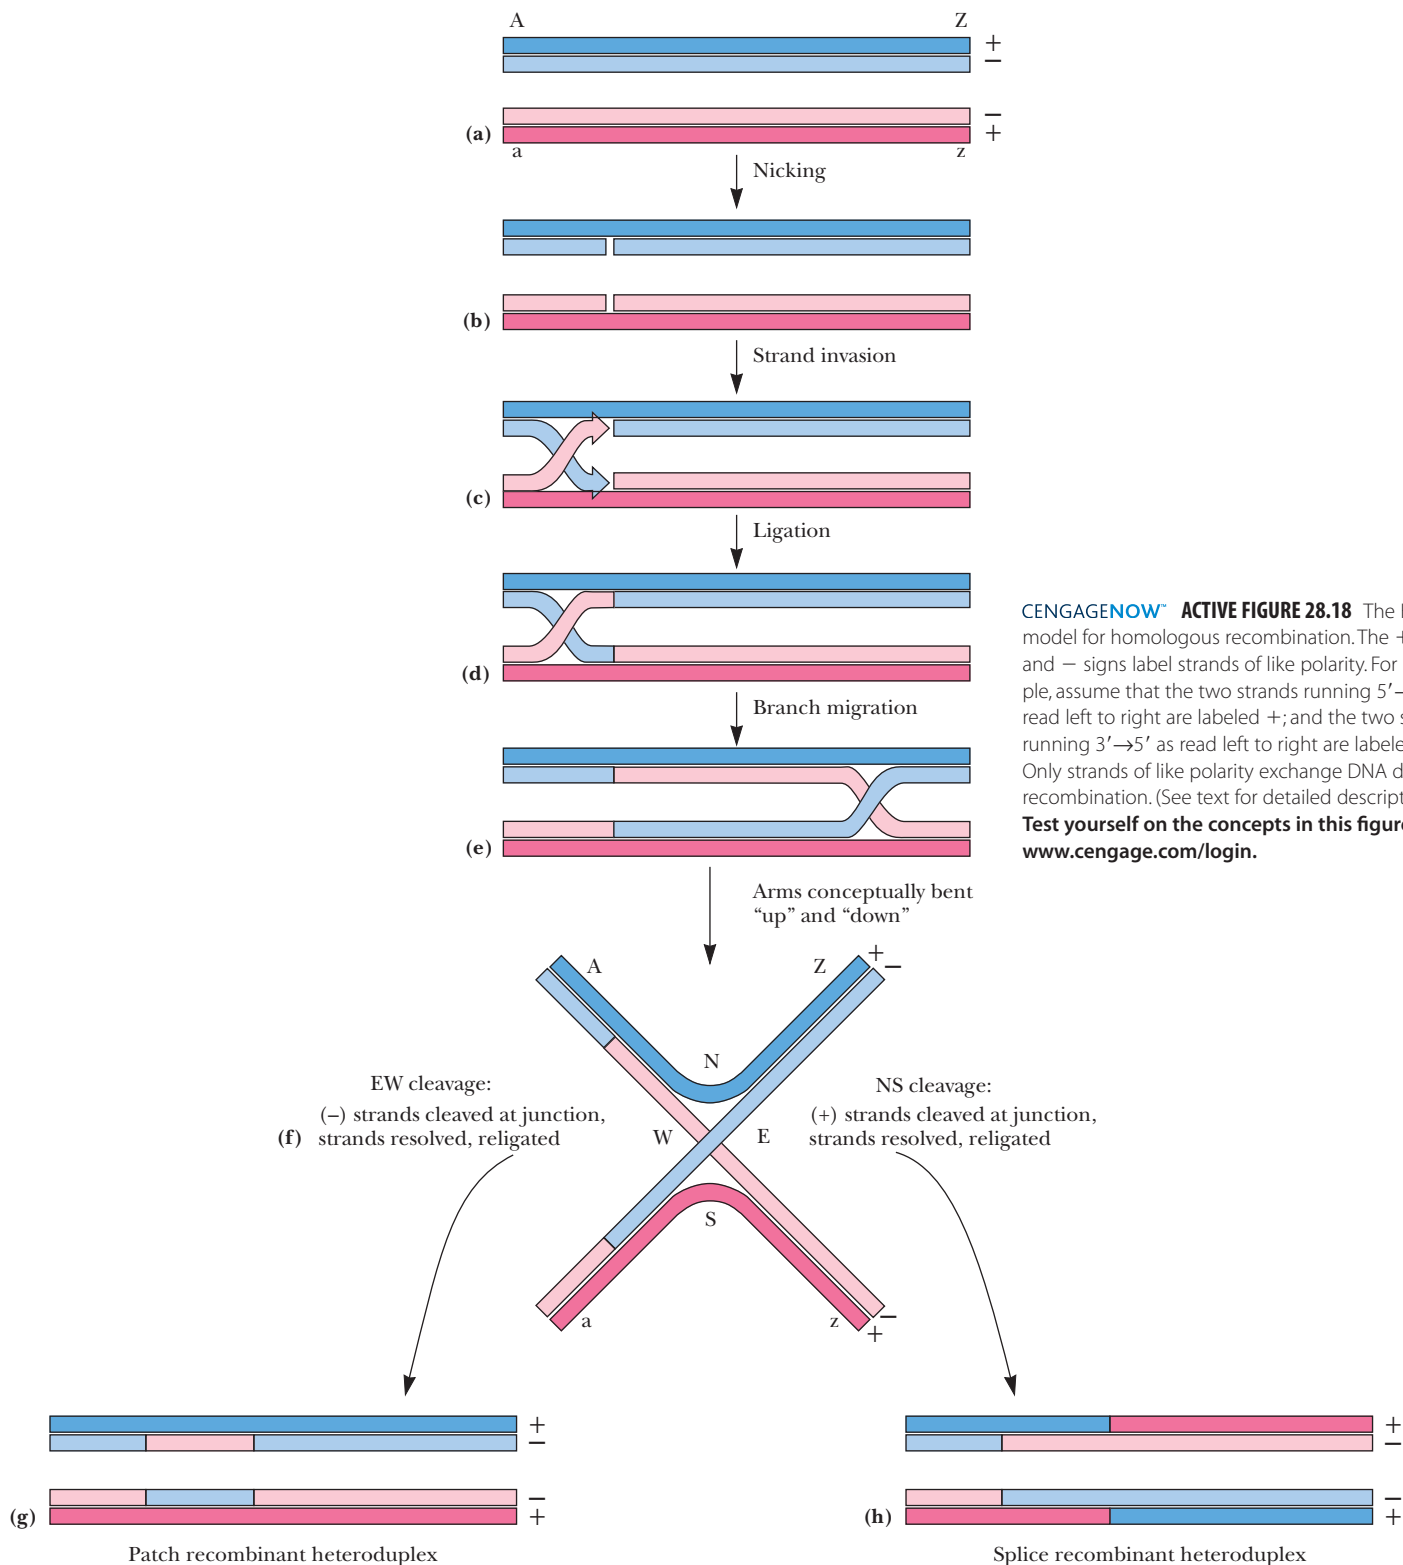 A Z
+
−
−
(a) +
a z
Nicking
(b)
Strand invasion
(c)
Ligation
(d)
Branch migration
(e)
CENGAGENOW™ ACTIVE FIGURE 28.18 The
model for homologous recombination. The +
and − signs label strands of like polarity. For
ple, assume that the two strands running 5′
read left to right are labeled +; and the two
running 3′→5′ as read left to right are
Only strands of like polarity exchange DNA
recombination. (See text for detailed
Test yourself on the concepts in this figure
www.cengage.com/login.
Arms conceptually bent
“up” and “down”
A Z + −
N
EW cleavage:
(−) strands cleaved at junction,
(f) strands resolved, religated
W E
NS cleavage:
(+) strands cleaved at junction,
strands resolved, religated
S
a z − +
+
−
−
(g) +
Patch recombinant heteroduplex
+
−
−
(h) +
Splice recombinant heteroduplex